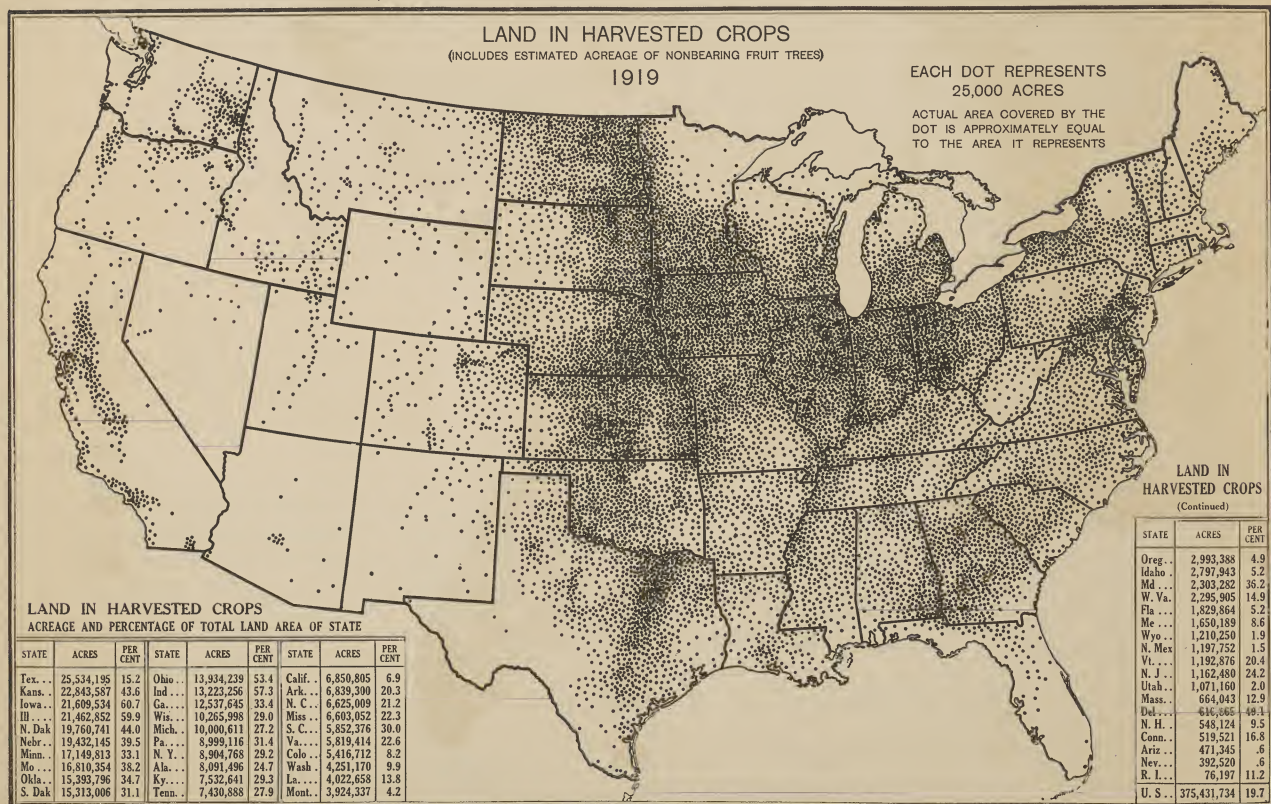 LAND IN HARVESTED CROPS
(INCLUDES ESTIMATED ACREAGE OF NONBEARING FRUIT TREES)
1919
EACH DOT REPRESENTS
25,000 ACRES
ACTUAL AREA COVERED BY THE
DOT IS APPROXIMATELY EQUAL
TO THE AREA IT REPRESENTS
LAND IN HARVESTED CROPS
ACREAGE AND PERCENTAGE OF TOTAL LAND AREA OF STATE
STATE ACRES PER CENT STATE ACRES PER CENT STATE ACRES PER CENT
Tex... 25,534,195 15.2 Ohio.. 13,934,239 53.4 Calif.. 6,850,805 6.9
Kans.. 22,843,587 43.6 Ind... 13,223,256 57.3 Ark... 6,839,300 20.3
Iowa.. 21,609,534 60.7 Ga.... 12,537,645 33.4 N. C.. 6,625,009 21.2
Ill.... 21,462,852 59.9 Wis... 10,265,998 29.0 Miss.. 6,603,052 22.3
N. Dak 19,760,741 44.0 Mich.. 10,000,611 27.2 S. C... 5,852,376 30.0
Nebr.. 19,432,145 39.5 Pa.... 8,999,116 31.4 Va.... 5,819,414 22.6
Minn.. 17,149,813 33.1 N. Y.. 8,904,768 29.2 Colo.. 5,416,712 8.2
Mo... 16,810,354 38.2 Ala... 8,091,496 24.7 Wash. 4,251,170 9.9
Okla.. 15,393,796 34.7 Ky.... 7,532,641 29.3 La.... 4,022,658 13.8
S. Dak 15,313,006 31.1 Tenn.. 7,430,888 27.9 Mont.. 3,924,337 4.2
LAND IN
HARVESTED CROPS
(Continued)
STATE ACRES PER CENT
Oreg.. 2,993,388 4.9
Idaho. 2,797,943 5.2
Md... 2,303,282 36.2
W. Va. 2,295,905 14.9
Fla... 1,829,864 5.2
Me... 1,650,189 8.6
Wyo.. 1,210,250 1.9
N. Mex 1,197,752 1.5
Vt.... 1,192,876 20.4
N. J.. 1,162,480 24.2
Utah.. 1,071,160 2.0
Mass.. 664,043 12.9
Del...
N. H.. 548,124 9.5
Conn.. 519,521 16.8
Ariz.. 471,345 .6
Nev... 392,520 .6
R. I... 76,197 11.2
U. S.. 375,431,734 19.7